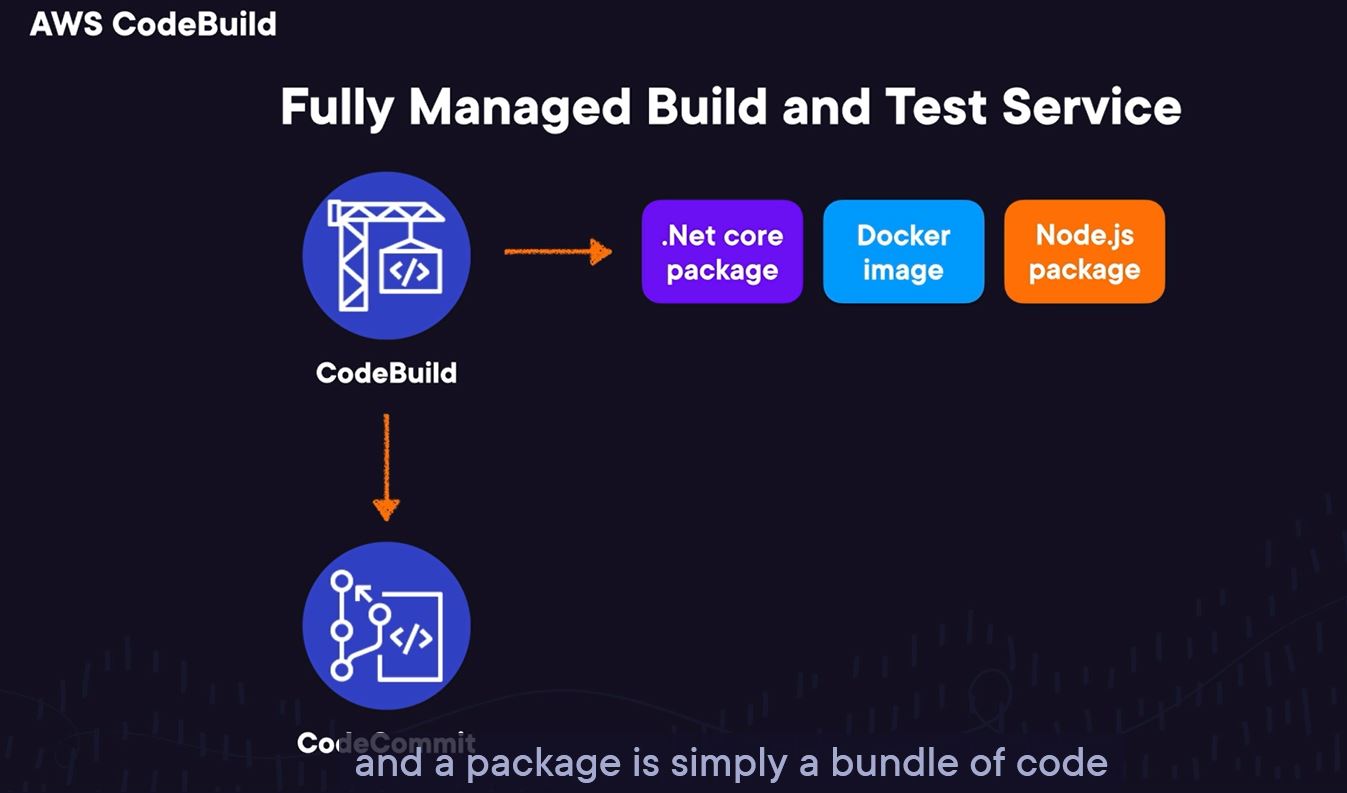 AWS CodeBuild
Fully Managed Build and Test Service
.Net core
package
Docker
image
Node.js
package
</>
CodeBuild
</>
CodeCommit
and a package is simply a bundle of code